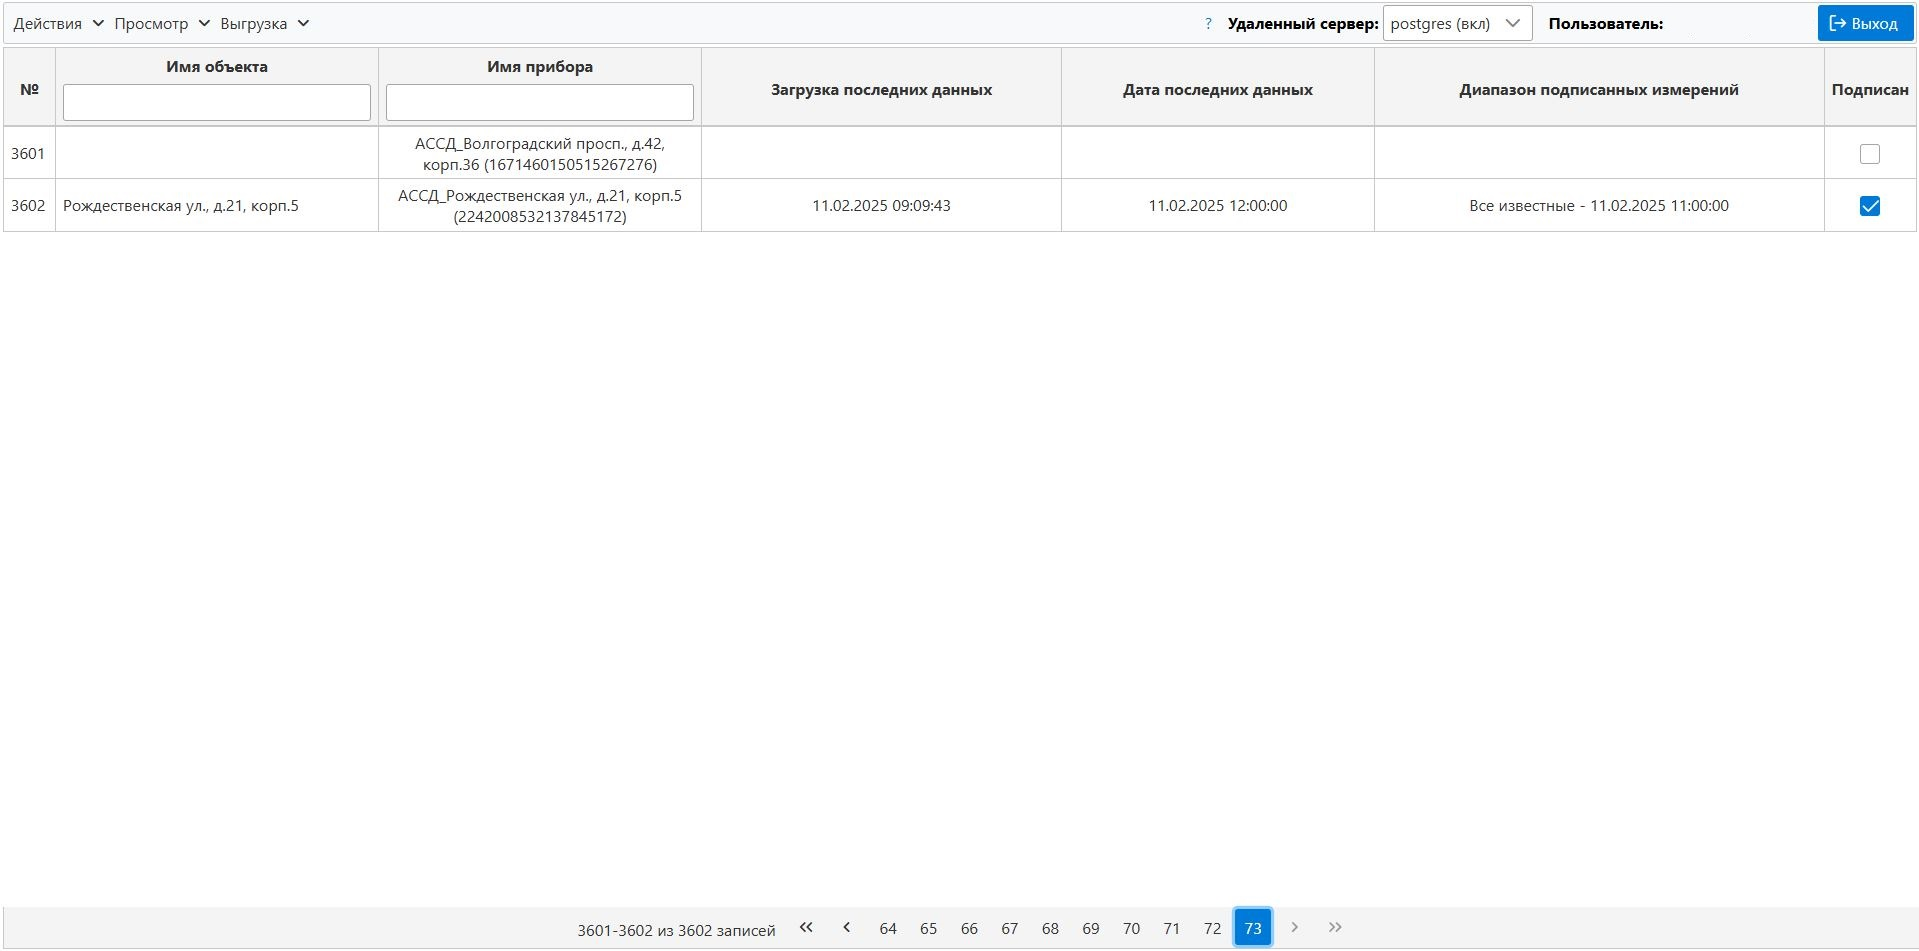 Действия Просмотр Выгрузка ? Удаленный сервер: postgres (вкл) Пользователь: Выход
№ Имя объекта Имя прибора Загрузка последних данных Дата последних данных Диапазон подписанных измерений Подписан
3601 АССД_Волгоградский просп., д.42,
корп.36 (1671460150515267276)
3602 Рождественская ул., д.21, корп.5 АССД_Рождественская ул., д.21, корп.5
(2242008532137845172) 11.02.2025 09:09:43 11.02.2025 12:00:00 Все известные - 11.02.2025 11:00:00
3601-3602 из 3602 записей 64 65 66 67 68 69 70 71 72 73